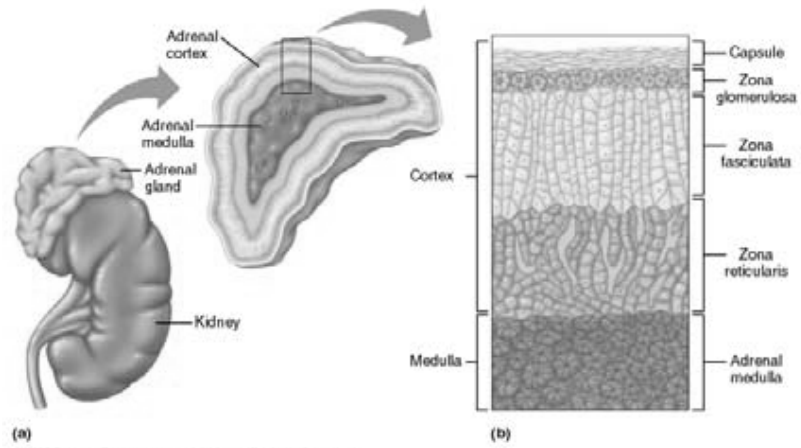 Adrenal
cortex
Adrenal
medulla
Adrenal
gland
Kidney
(a)
Cortex
Medulla
Capsule
Zona
glomerulosa
Zona
fasciculata
Zona
reticularis
Adrenal
medulla
(b)